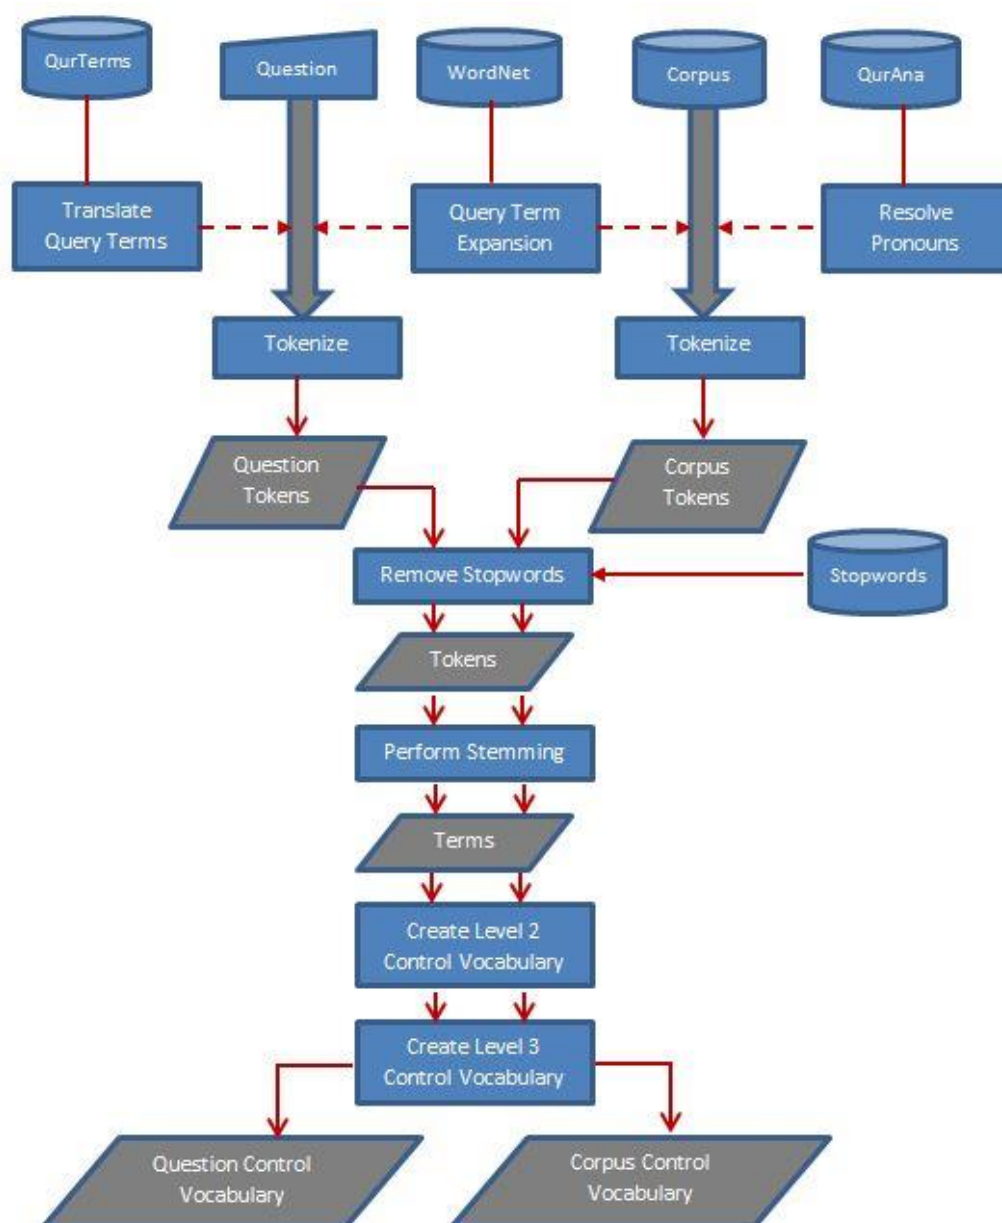 QurTerms
Question
WordNet
Corpus
QurAna
Translate
Query Terms
Query Term
Expansion
Resolve
Pronouns
Tokenize
Tokenize
Question
Tokens
Corpus
Tokens
Remove Stopwords
Stopwords
Tokens
Perform Stemming
Terms
Create Level 2
Control Vocabulary
Create Level 3
Control Vocabulary
Question Control
Vocabulary
Corpus Control
Vocabulary